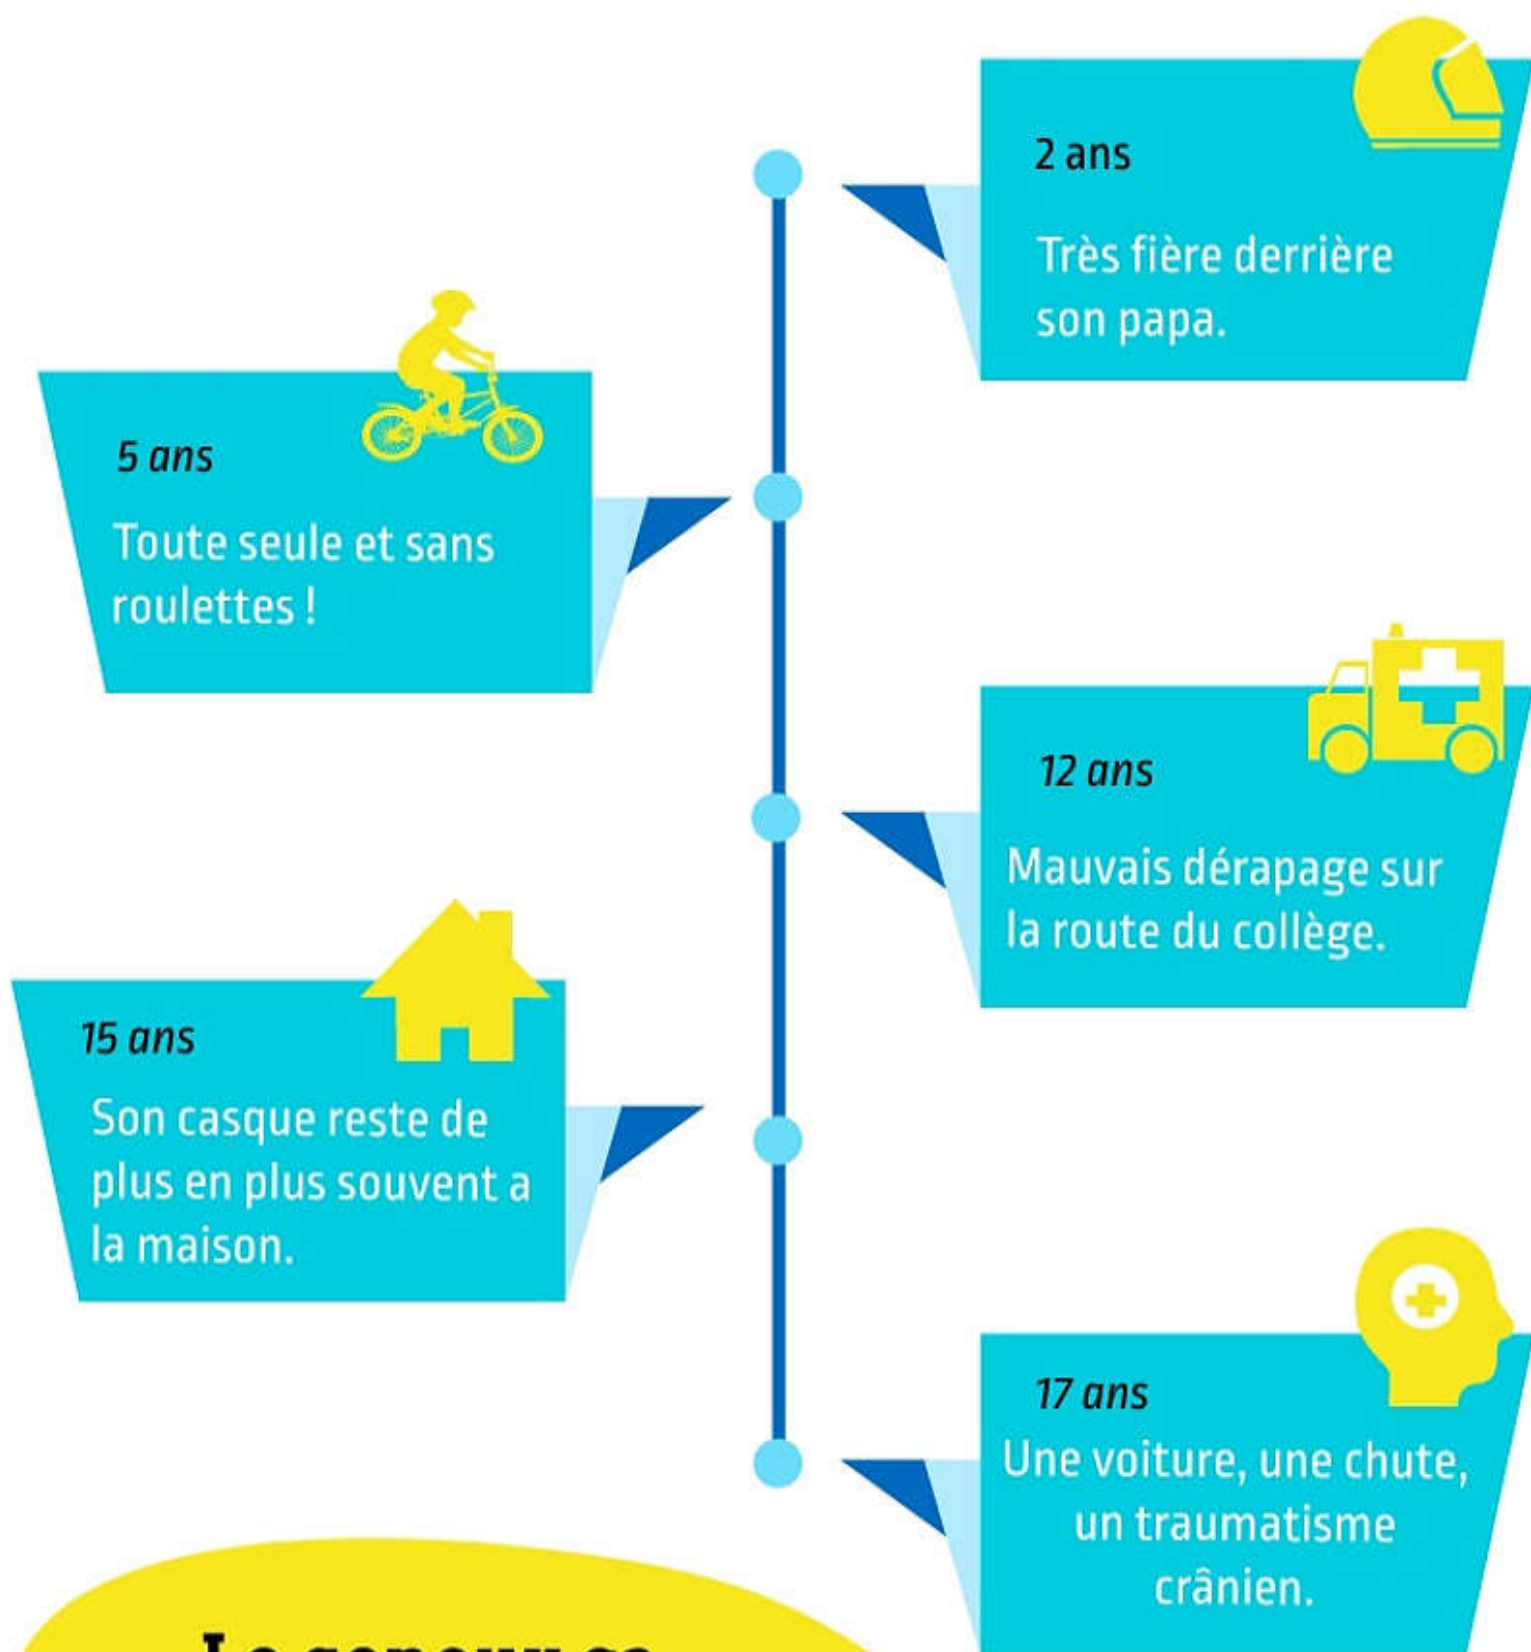 2 ans
Très fière derrière
son papa.
5 ans
Toute seule et sans
roulettes !
12 ans
Mauvais dérapage sur
la route du collège.
15 ans
Son casque reste de
plus en plus souvent a
la maison.
17 ans
Une voiture, une chute,
un traumatisme
crânien.